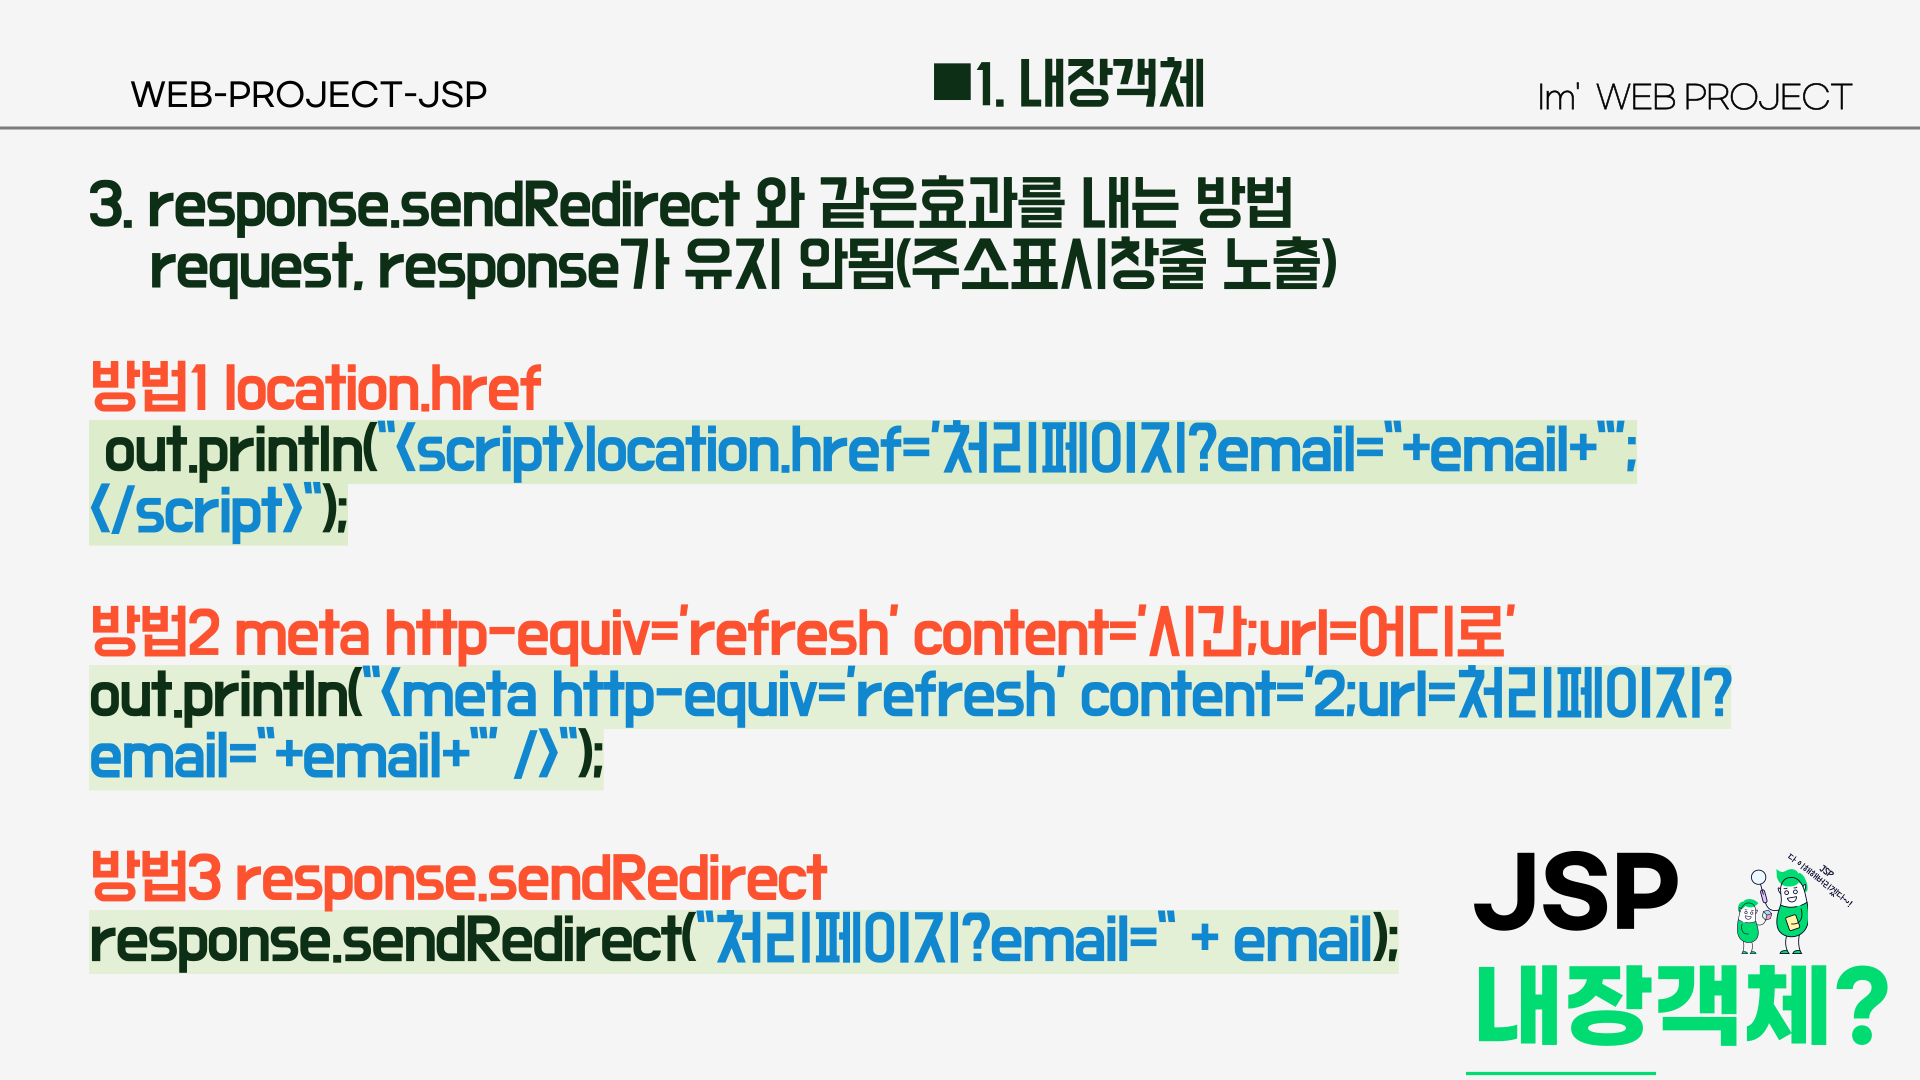 WEB-PROJECT-JSP
■1. 내장객체
Im' WEB PROJECT
3. response.sendRedirect 와 같은효과를 내는 방법
request, response가 유지 안됨(주소표시창줄 노출)
방법1 location.href
out.println("<script>location.href='처리페이지?email="+email+"';
</script>");
방법2 meta http-equiv='refresh' content='시간;url=어디로'
out.println("<meta http-equiv='refresh' content='2;url=처리페이지?
email="+email+"' />");
방법3 response.sendRedirect
response.sendRedirect("처리페이지?email=" + email);
JSP
다 이해해버리겠다~!
JSP
내장객체?